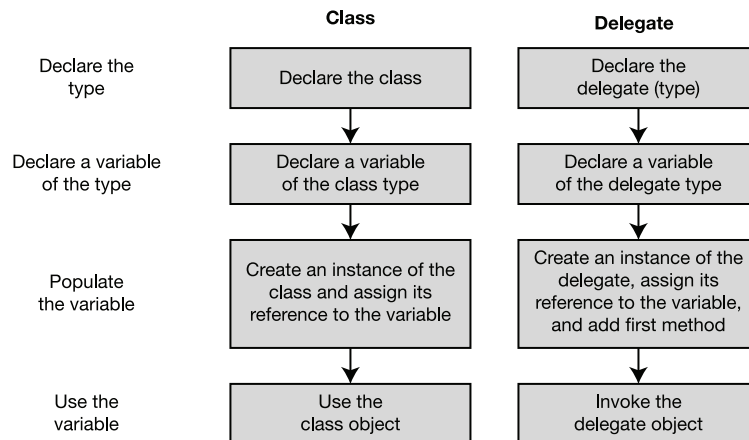 Class
Delegate
Declare the
type
Declare the class
Declare the
delegate (type)
Declare a variable
of the type
Declare a variable
of the class type
Declare a variable
of the delegate type
Populate
the variable
Create an instance of the
class and assign its
reference to the variable
Create an instance of the
delegate, assign its
reference to the variable,
and add first method
Use the
variable
Use the
class object
Invoke the
delegate object